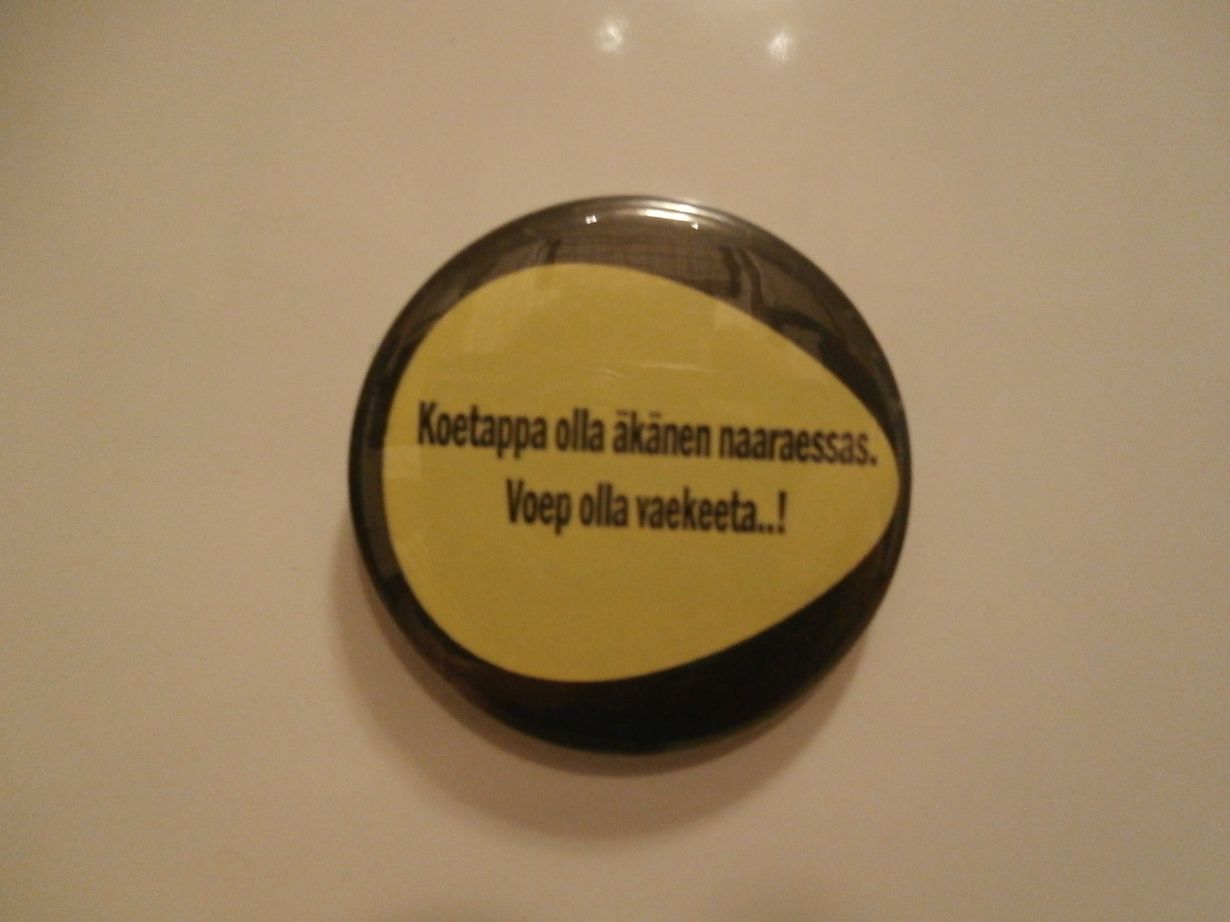 Koetappa olla äkänen naaraessas.
Voep olla vaekeeta..!